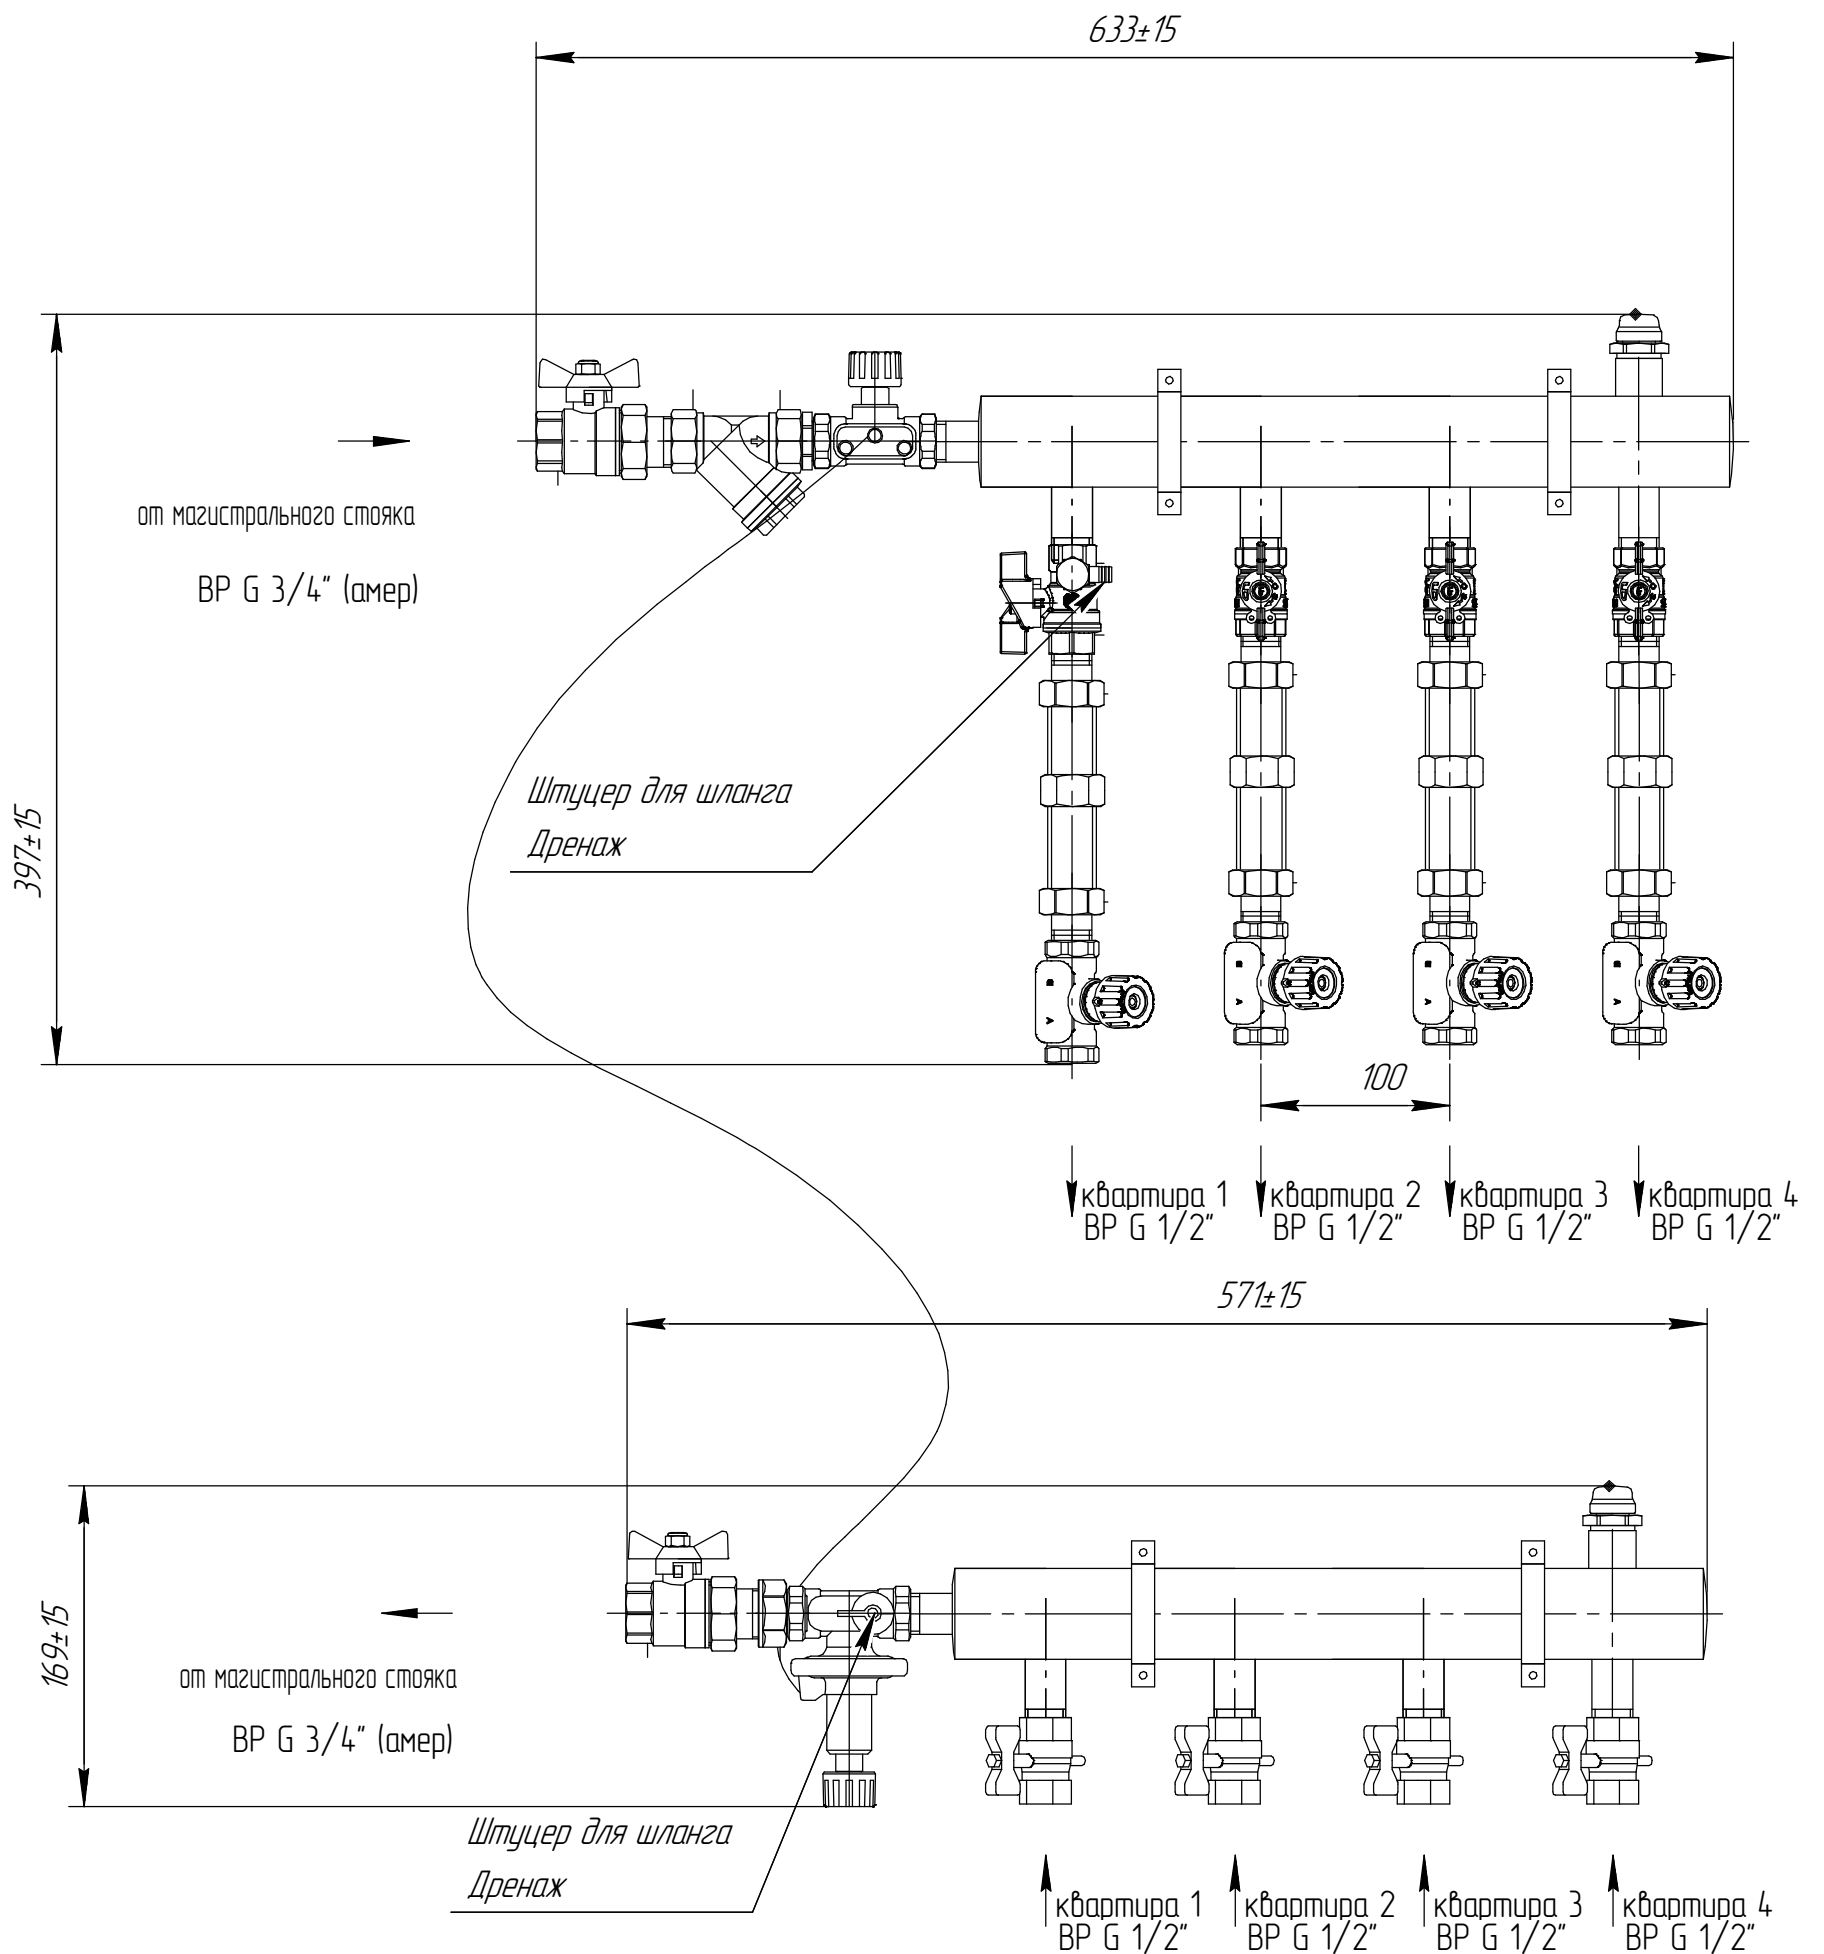 633±15
от магистрального стояка
ВР G 3/4" (амер)
397±15
Штуцер для шланга
Дренаж
В
А
В
А
В
А
В
А
100
квартира 1
ВР G 1/2"
квартира 2
ВР G 1/2"
квартира 3
ВР G 1/2"
квартира 4
ВР G 1/2"
571±15
169±15
от магистрального стояка
ВР G 3/4" (амер)
Штуцер для шланга
Дренаж
квартира 1
ВР G 1/2"
квартира 2
ВР G 1/2"
квартира 3
ВР G 1/2"
квартира 4
ВР G 1/2"